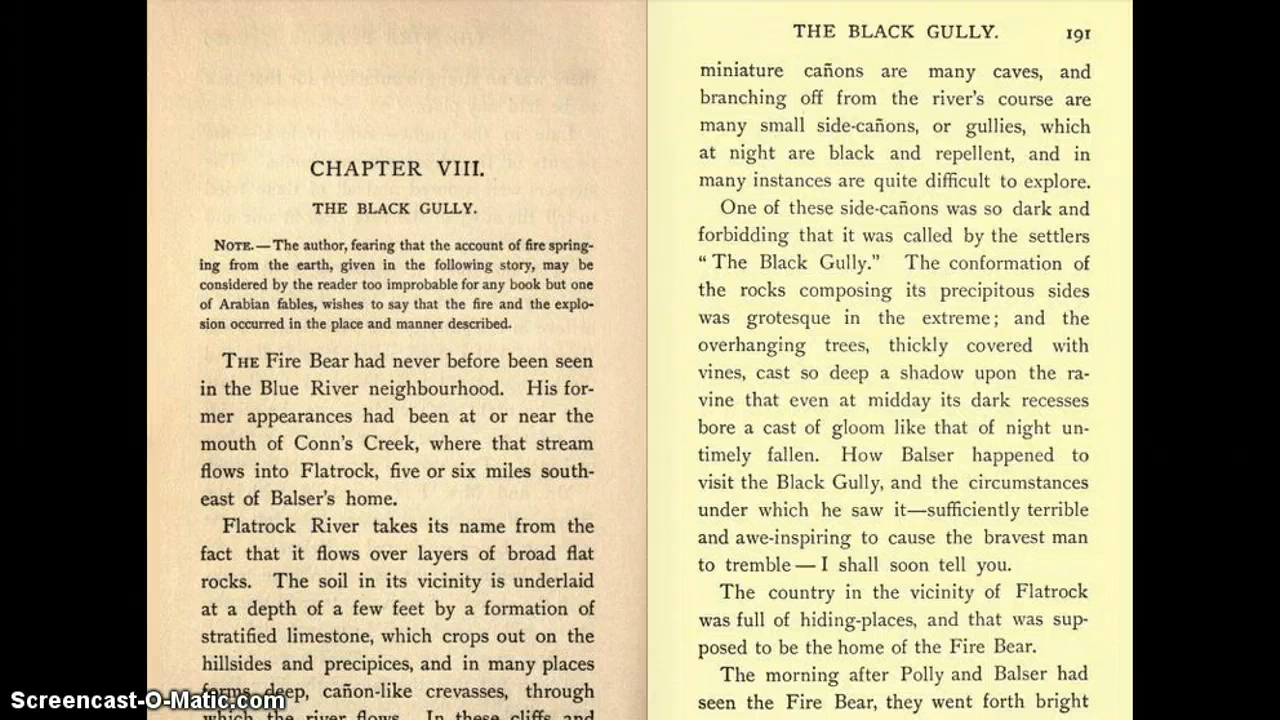 CHAPTER VIII.
THE BLACK GULLY.
NOTE.—The author, fearing that the account of fire spring-
ing from the earth, given in the following story, may be
considered by the reader too improbable for any book but one
of Arabian fables, wishes to say that the fire and the explo-
sion occurred in the place and manner described.
THE Fire Bear had never before been seen
in the Blue River neighbourhood. His for-
mer appearances had been at or near the
mouth of Conn's Creek, where that stream
flows into Flatrock, five or six miles south-
east of Balser's home.
Flatrock River takes its name from the
fact that it flows over layers of broad flat
rocks. The soil in its vicinity is underlaid
at a depth of a few feet by a formation of
stratified limestone, which crops out on the
hillsides and precipices, and in many places
forms deep, cañon-like crevasses, through
which the river flows. In these cliffs and
THE BLACK GULLY. 191
miniature cañons are many caves, and
branching off from the river's course are
many small side-cañons, or gullies, which
at night are black and repellent, and in
many instances are quite difficult to explore.
One of these side-cañons was so dark and
forbidding that it was called by the settlers
“The Black Gully.” The conformation of
the rocks composing its precipitous sides
was grotesque in the extreme; and the
overhanging trees, thickly covered with
vines, cast so deep a shadow upon the ra-
vine that even at midday its dark recesses
bore a cast of gloom like that of night un-
timely fallen. How Balser happened to
visit the Black Gully, and the circumstances
under which he saw it—sufficiently terrible
and awe-inspiring to cause the bravest man
to tremble—I shall soon tell you.
The country in the vicinity of Flatrock
was full of hiding-places, and that was sup-
posed to be the home of the Fire Bear.
The morning after Polly and Balser had
seen the Fire Bear, they went forth bright
Screencast-O-Matic.com